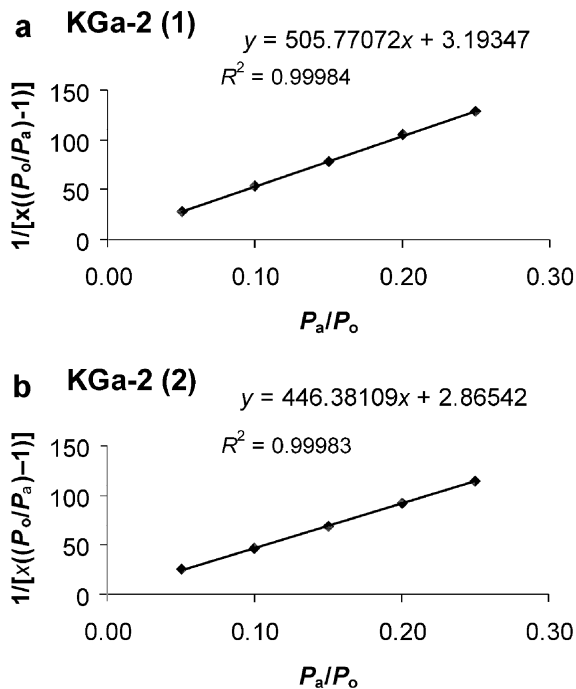 a KGa-2 (1)
y = 505.77072x + 3.19347
R² = 0.99984
1/[x((Pₒ/Pₐ)-1)]
150
100
50
0
0.00 0.10 0.20 0.30
Pₐ/Pₒ
b KGa-2 (2)
y = 446.38109x + 2.86542
R² = 0.99983
1/[x((Pₒ/Pₐ)–1)]
150
100
50
0
0.00 0.10 0.20 0.30
Pₐ/Pₒ